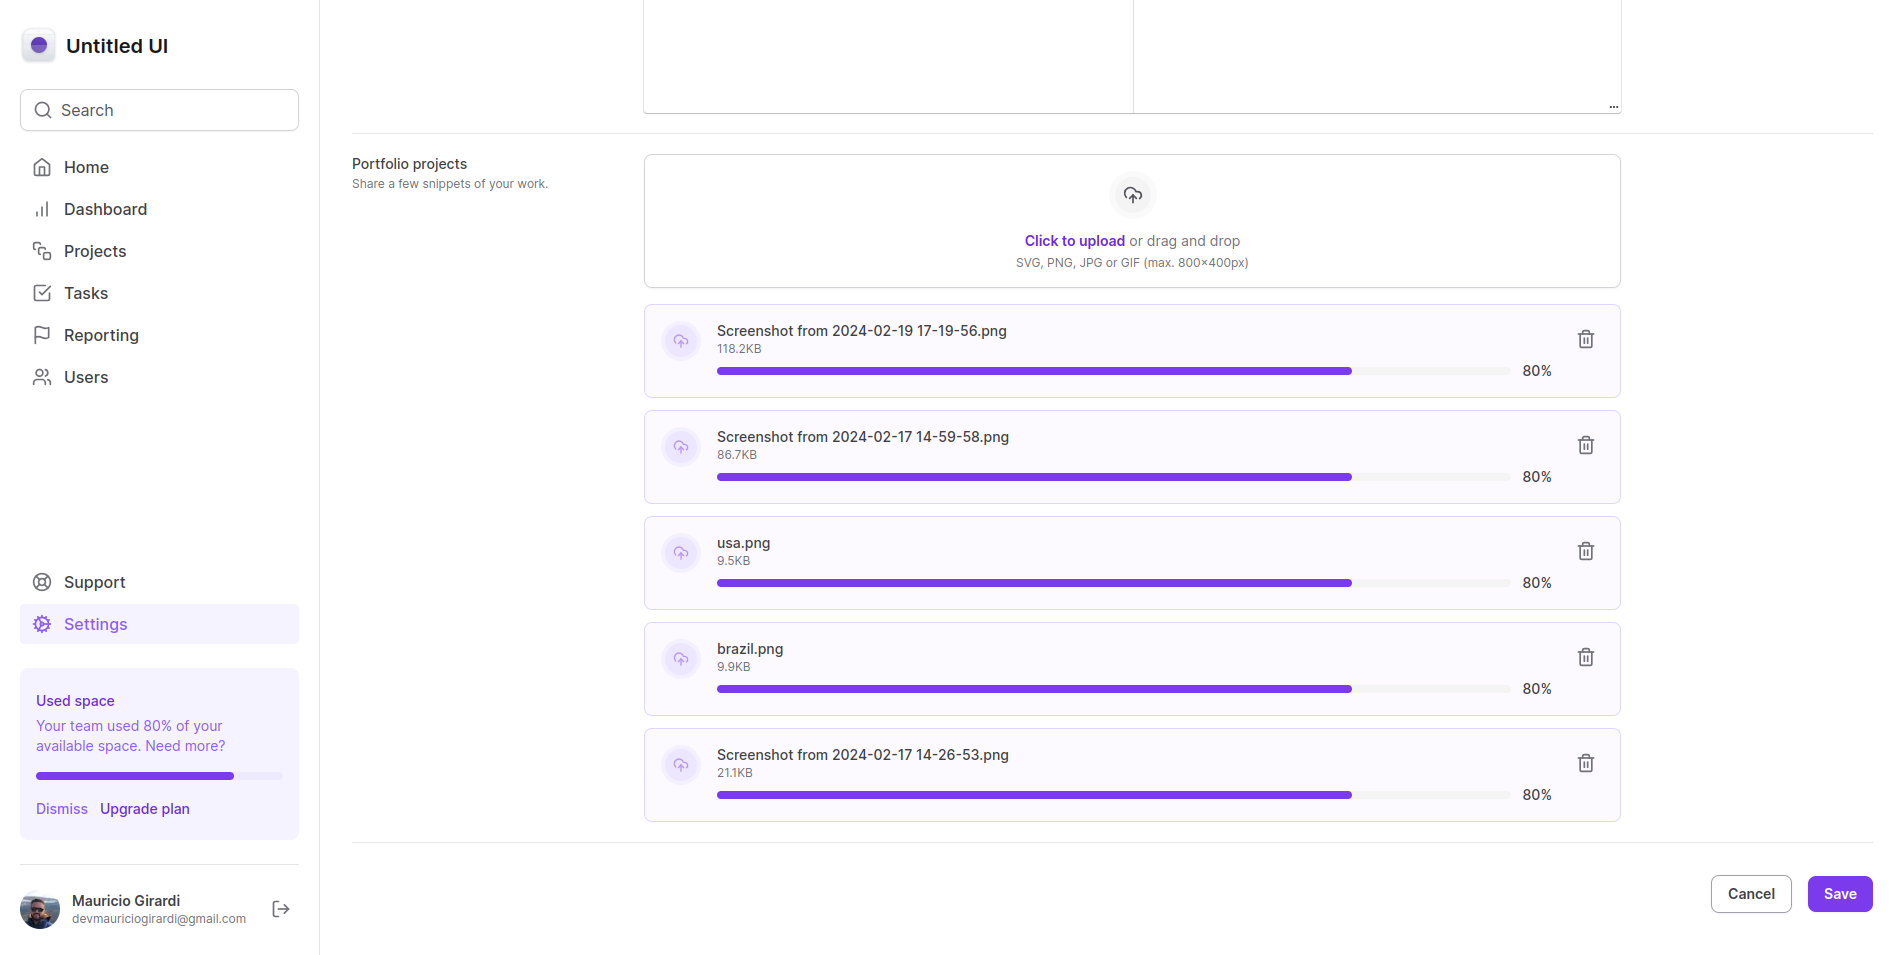 Untitled UI
Search
Home
Dashboard
Projects
Tasks
Reporting
Users
Support
Settings
Used space
Your team used 80% of your
available space. Need more?
Dismiss Upgrade plan
Mauricio Girardi
devmauriciogirardi@gmail.com
Portfolio projects
Share a few snippets of your work.
Click to upload or drag and drop
SVG, PNG, JPG or GIF (max. 800×400px)
Screenshot from 2024-02-19 17-19-56.png
118.2KB
80%
Screenshot from 2024-02-17 14-59-58.png
86.7KB
80%
usa.png
9.5KB
80%
brazil.png
9.9KB
80%
Screenshot from 2024-02-17 14-26-53.png
21.1KB
80%
Cancel Save